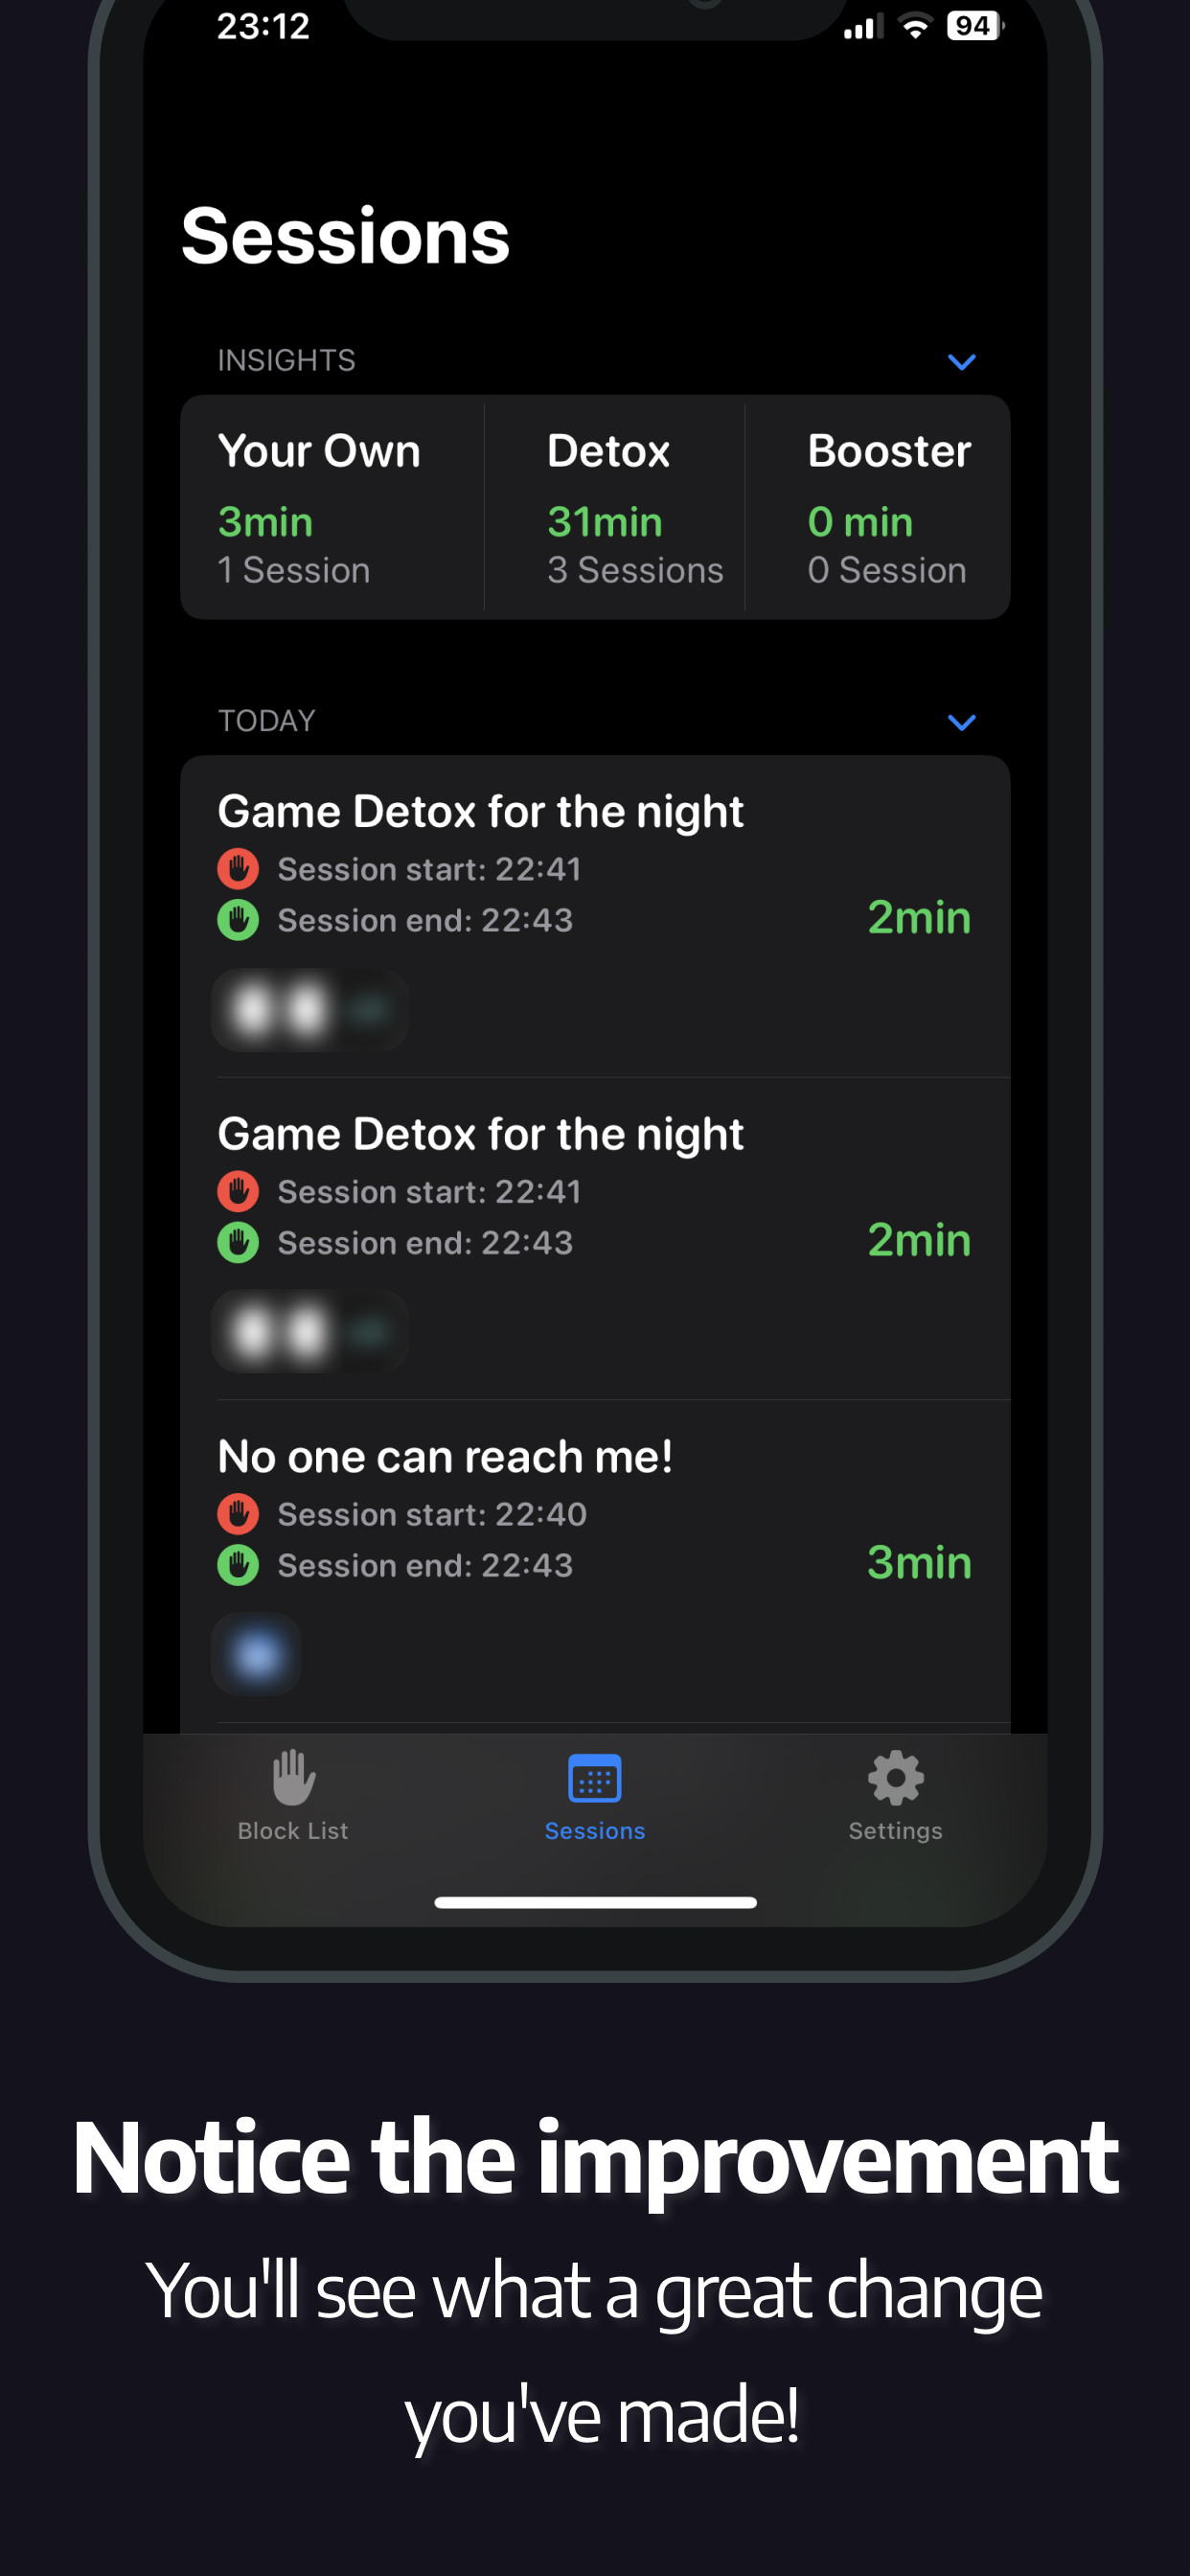 23:12
94
Sessions
INSIGHTS
Your Own
Detox
Booster
3min
31min
0 min
1 Session
3 Sessions
0 Session
TODAY
Game Detox for the night
Session start: 22:41
Session end: 22:43
2min
Game Detox for the night
Session start: 22:41
Session end: 22:43
2min
No one can reach me!
Session start: 22:40
Session end: 22:43
3min
Block List
Sessions
Settings
Notice the improvement
You'll see what a great change
you've made!